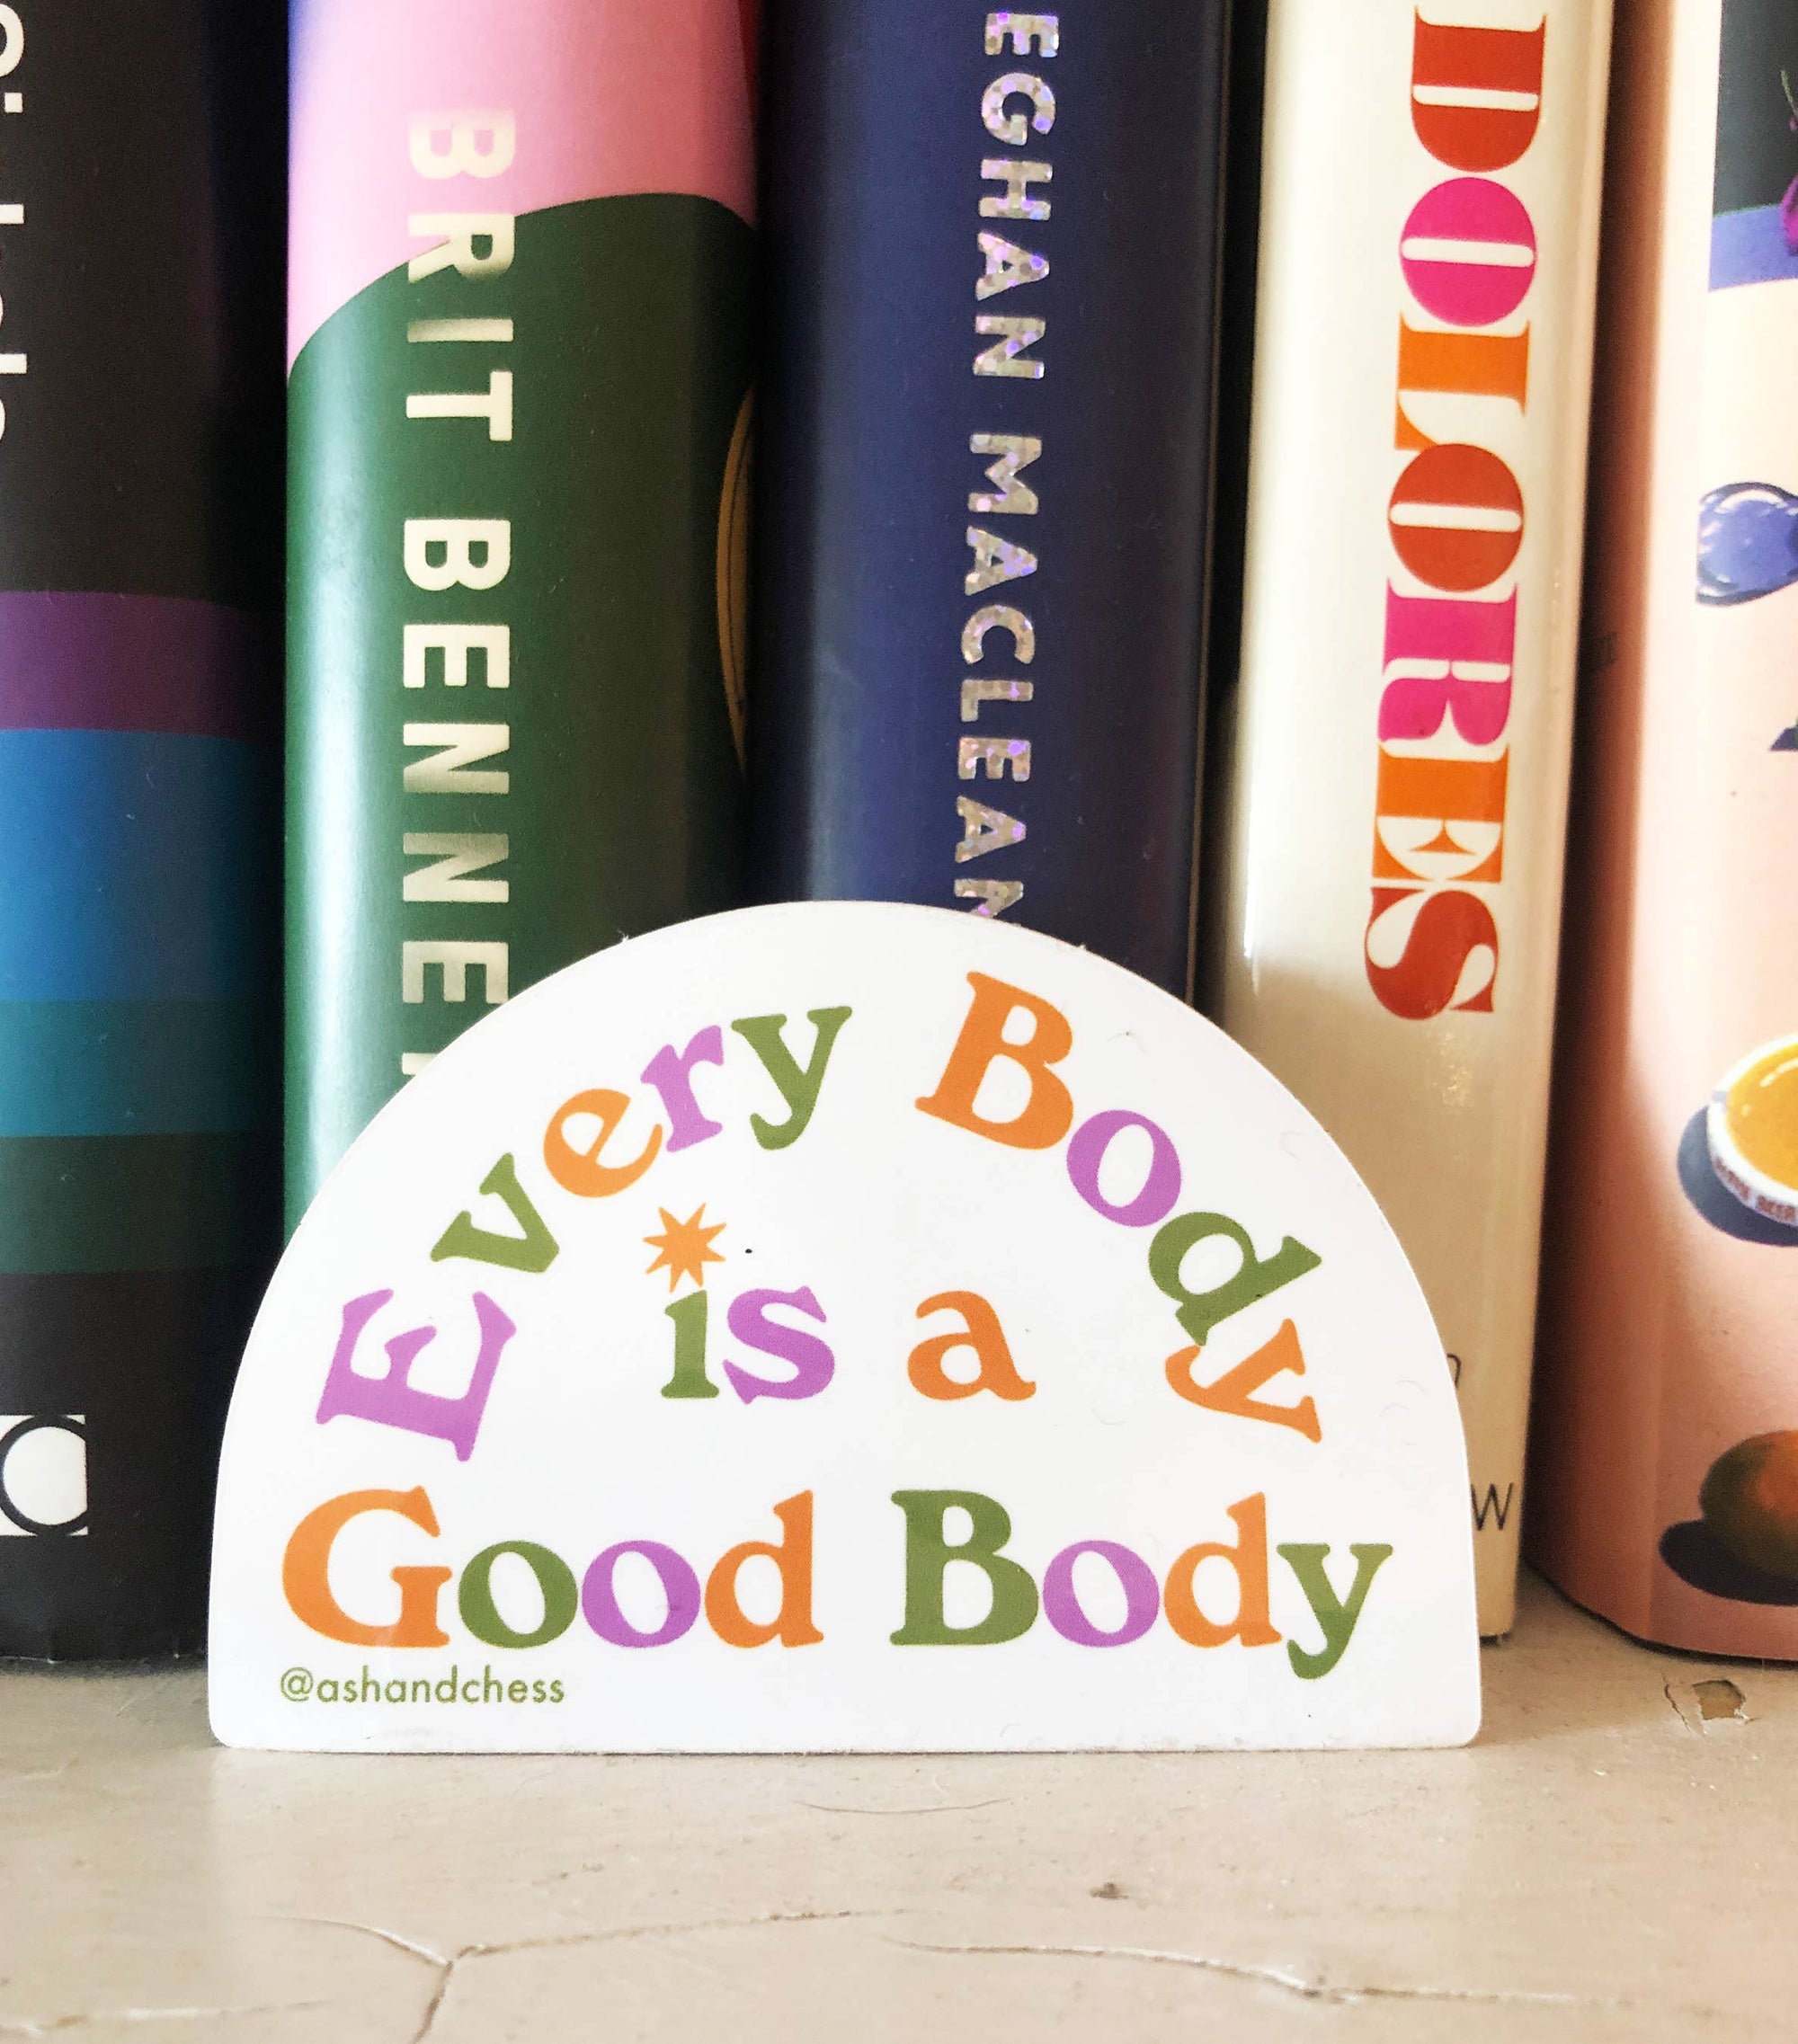 BRIT BENNE
EGHAN MACLEAN
DOLORES
W
Every Body
is a
Good Body
@ashandchess